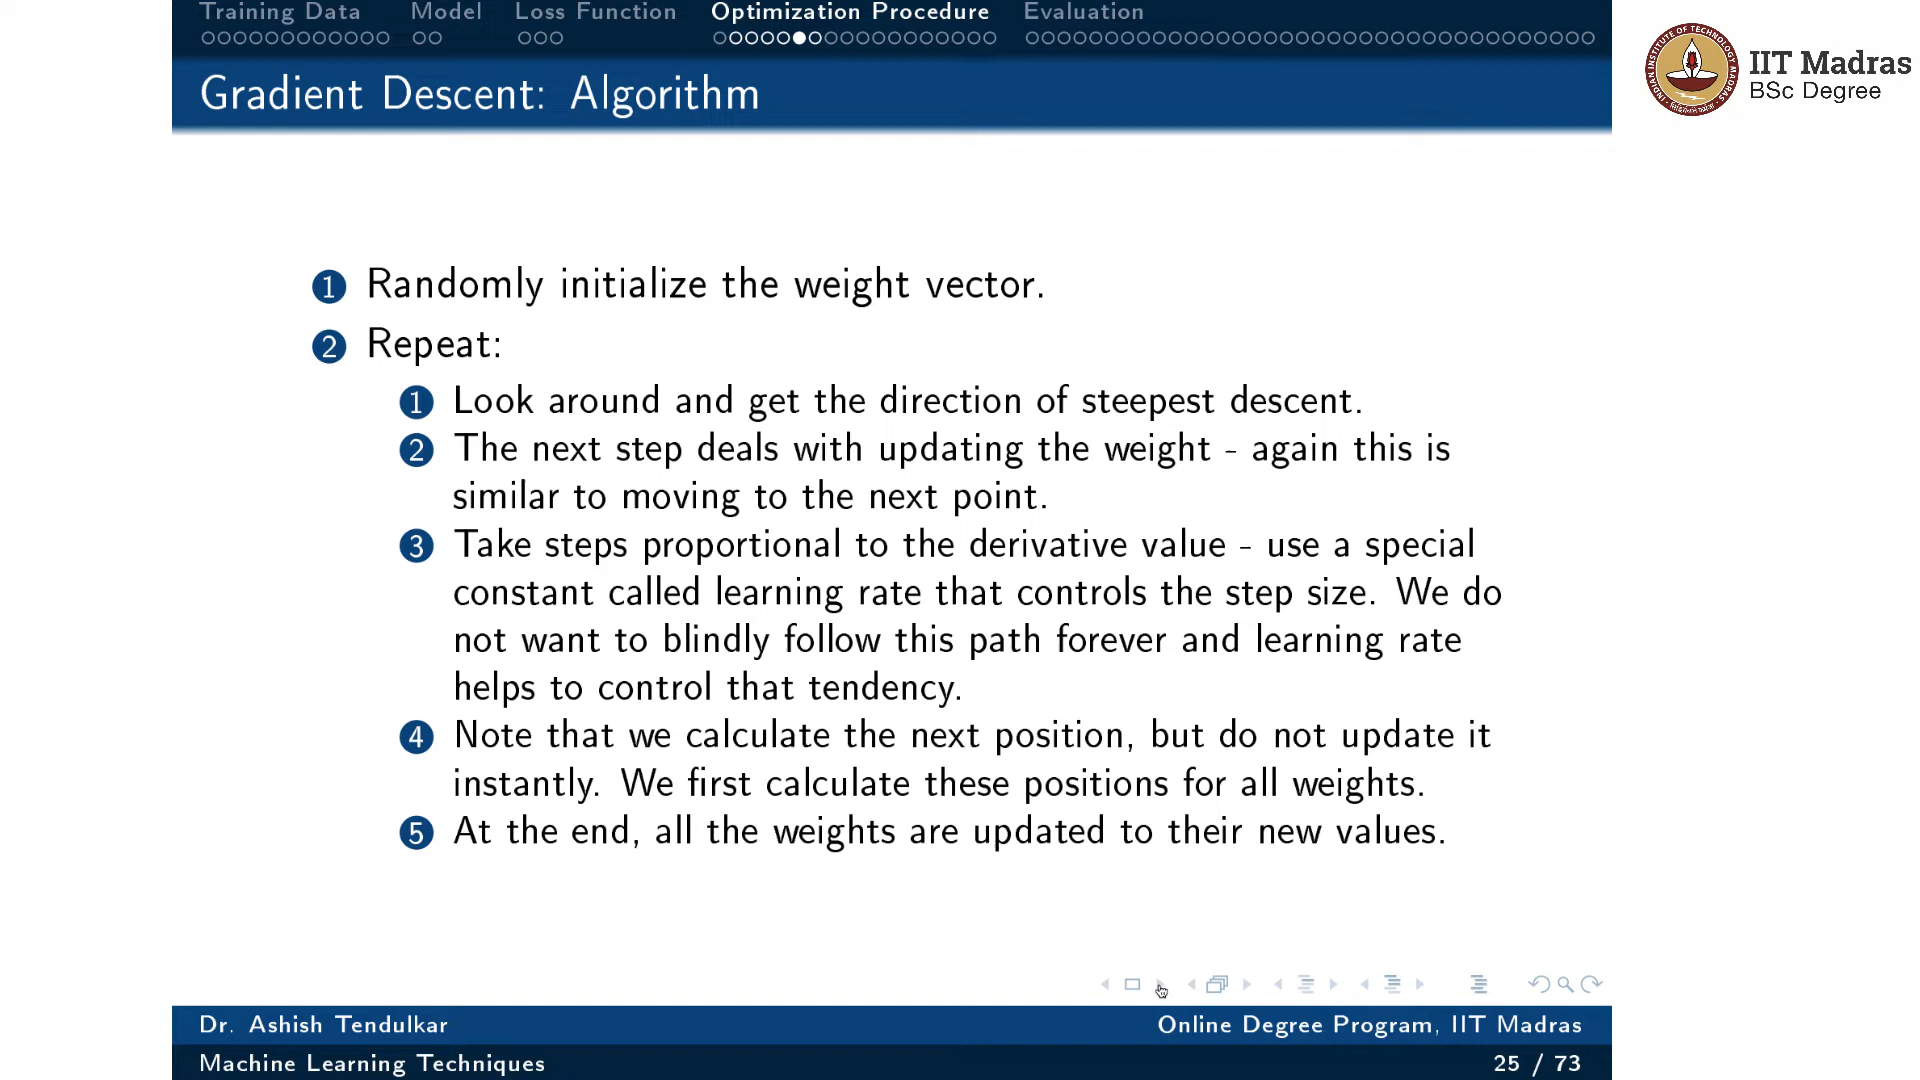 Training Data Model Loss Function Optimization Procedure Evaluation
Gradient Descent: Algorithm
INDIAN INSTITUTE OF TECHNOLOGY MADRAS
IIT Madras
BSc Degree
1 Randomly initialize the weight vector.
2 Repeat:
1 Look around and get the direction of steepest descent.
2 The next step deals with updating the weight - again this is
similar to moving to the next point.
3 Take steps proportional to the derivative value - use a special
constant called learning rate that controls the step size. We do
not want to blindly follow this path forever and learning rate
helps to control that tendency.
4 Note that we calculate the next position, but do not update it
instantly. We first calculate these positions for all weights.
5 At the end, all the weights are updated to their new values.
Dr. Ashish Tendulkar Online Degree Program, IIT Madras
Machine Learning Techniques 25 / 73